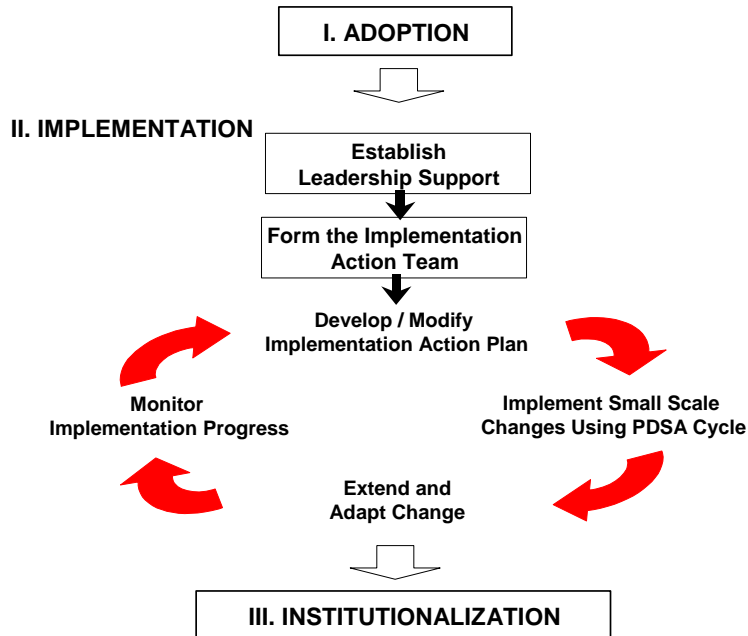 I. ADOPTION
II. IMPLEMENTATION
Establish
Leadership Support
Form the Implementation
Action Team
Develop / Modify
Implementation Action Plan
Implement Small Scale
Changes Using PDSA Cycle
Extend and
Adapt Change
Monitor
Implementation Progress
III. INSTITUTIONALIZATION